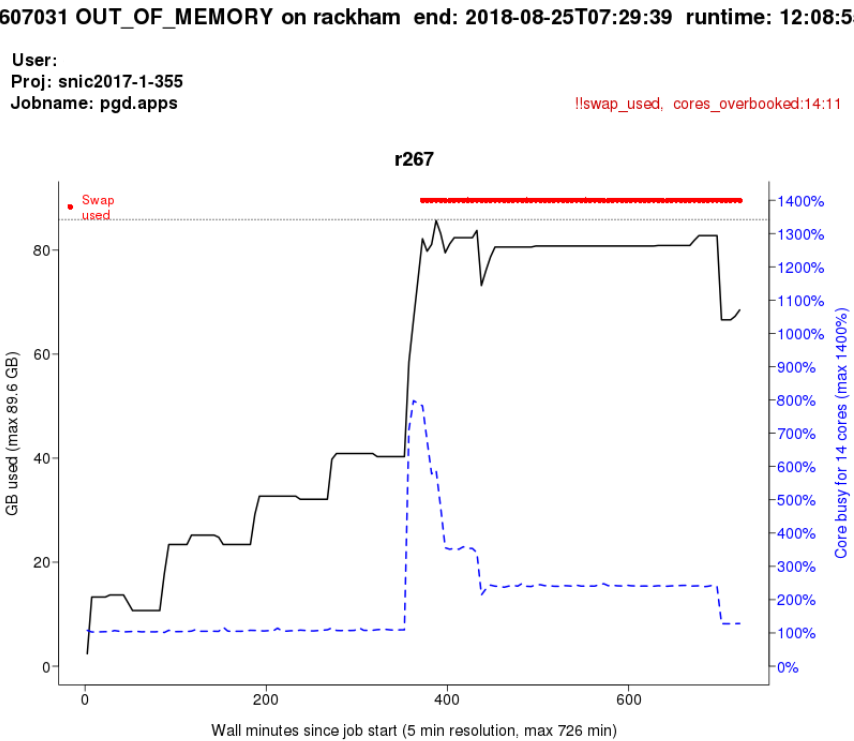 607031 OUT_OF_MEMORY on rackham end: 2018-08-25T07:29:39 runtime: 12:08:5
User:
Proj: snic2017-1-355
Jobname: pgd.apps
!!swap_used, cores_overbooked:14:11
r267
Swap
used
1400%
1300%
1200%
1100%
1000%
900%
800%
700%
600%
500%
400%
300%
200%
100%
0%
80
60
40
20
0
GB used (max 89.6 GB)
Core busy for 14 cores (max 1400%)
0 200 400 600
Wall minutes since job start (5 min resolution, max 726 min)